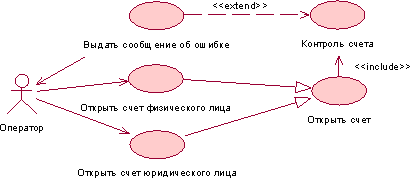 <<extend>>
Выдать сообщение об ошибке
Контроль счета
<<include>>
Открыть счет физического лица
Оператор
Открыть счет
Открыть счет юридического лица